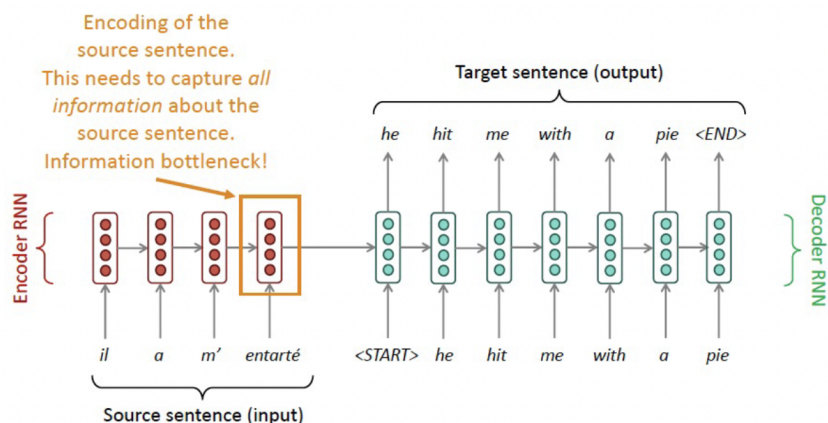 Encoding of the
source sentence.
This needs to capture all
information about the
source sentence.
Information bottleneck!
Target sentence (output)
he hit me with a pie <END>
Encoder RNN
Decoder RNN
il a m' entarté
<START> he hit me with a pie
Source sentence (input)